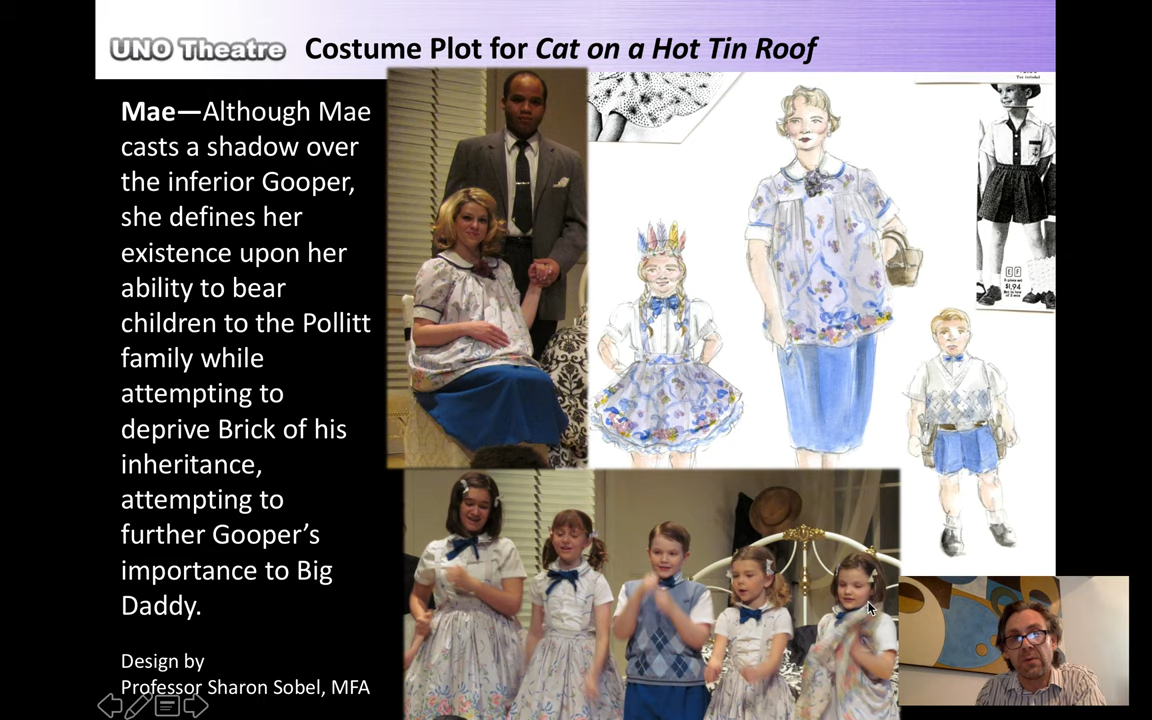 UNO Theatre Costume Plot for Cat on a Hot Tin Roof
Mae—Although Mae
casts a shadow over
the inferior Gooper,
she defines her
existence upon her
ability to bear
children to the Pollitt
family while
attempting to
deprive Brick of his
inheritance,
attempting to
further Gooper's
importance to Big
Daddy.
Design by
Professor Sharon Sobel, MFA
E F
$1.94